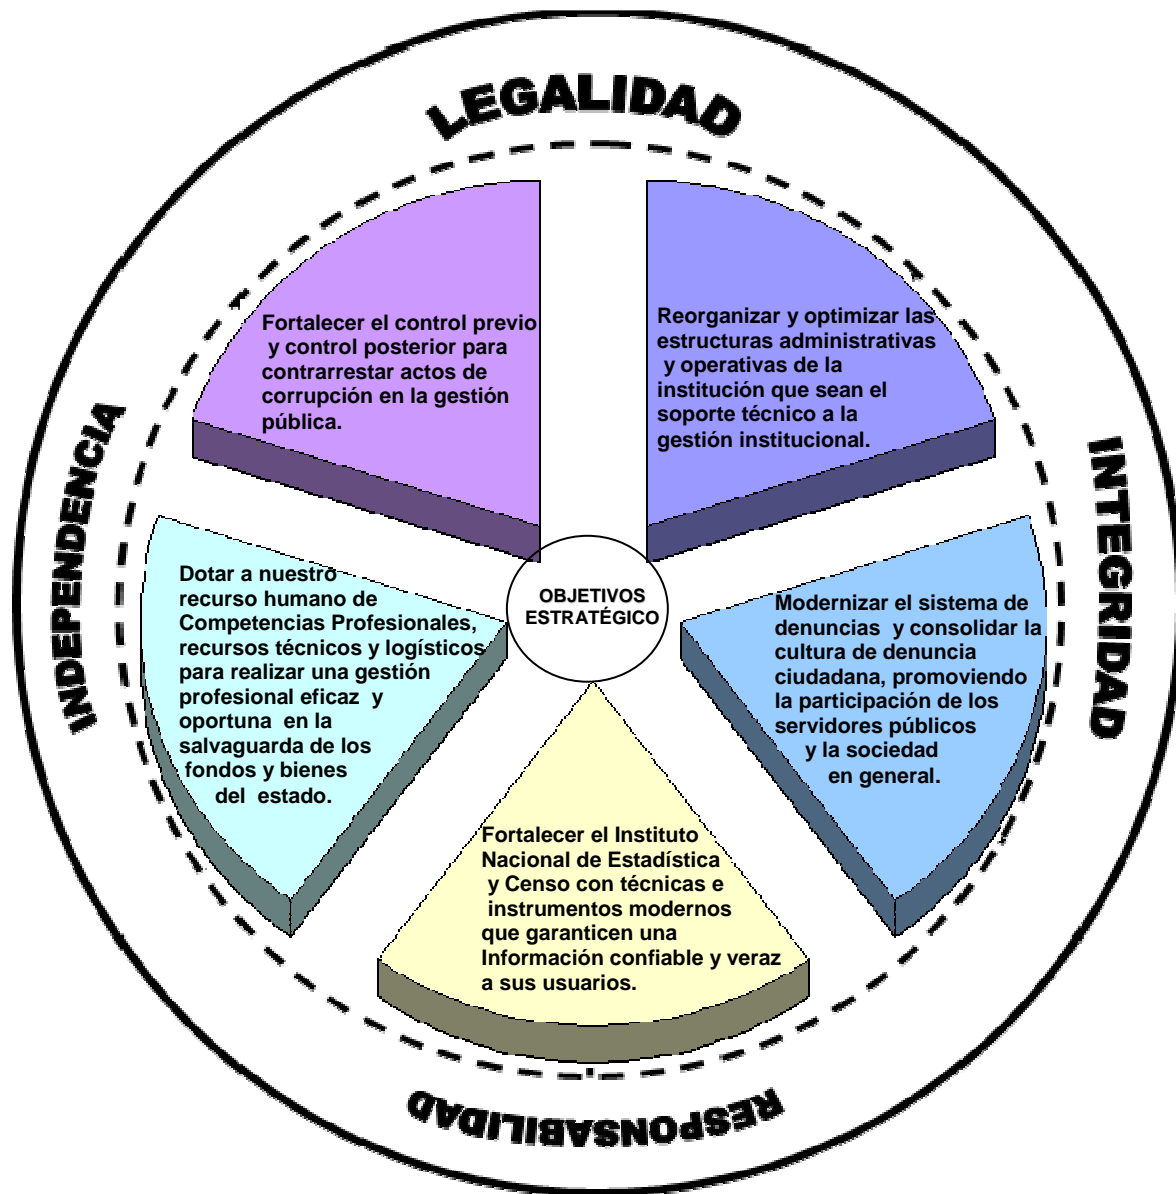 LEGALIDAD
Fortalecer el control previo
y control posterior para
contrarrestar actos de
corrupción en la gestión
pública.
Reorganizar y optimizar las
estructuras administrativas
y operativas de la
institución que sean el
soporte técnico a la
gestión institucional.
INDEPENDENCIA
INTEGRIDAD
OBJETIVOS
ESTRATÉGICO
Dotar a nuestro
recurso humano de
Competencias Profesionales,
recursos técnicos y logísticos
para realizar una gestión
profesional eficaz y
oportuna en la
salvaguarda de los
fondos y bienes
del estado.
Modernizar el sistema de
denuncias y consolidar la
cultura de denuncia
ciudadana, promoviendo
la participación de los
servidores públicos
y la sociedad
en general.
Fortalecer el Instituto
Nacional de Estadística
y Censo con técnicas e
instrumentos modernos
que garanticen una
Información confiable y veraz
a sus usuarios.
RESPONSABILIDAD